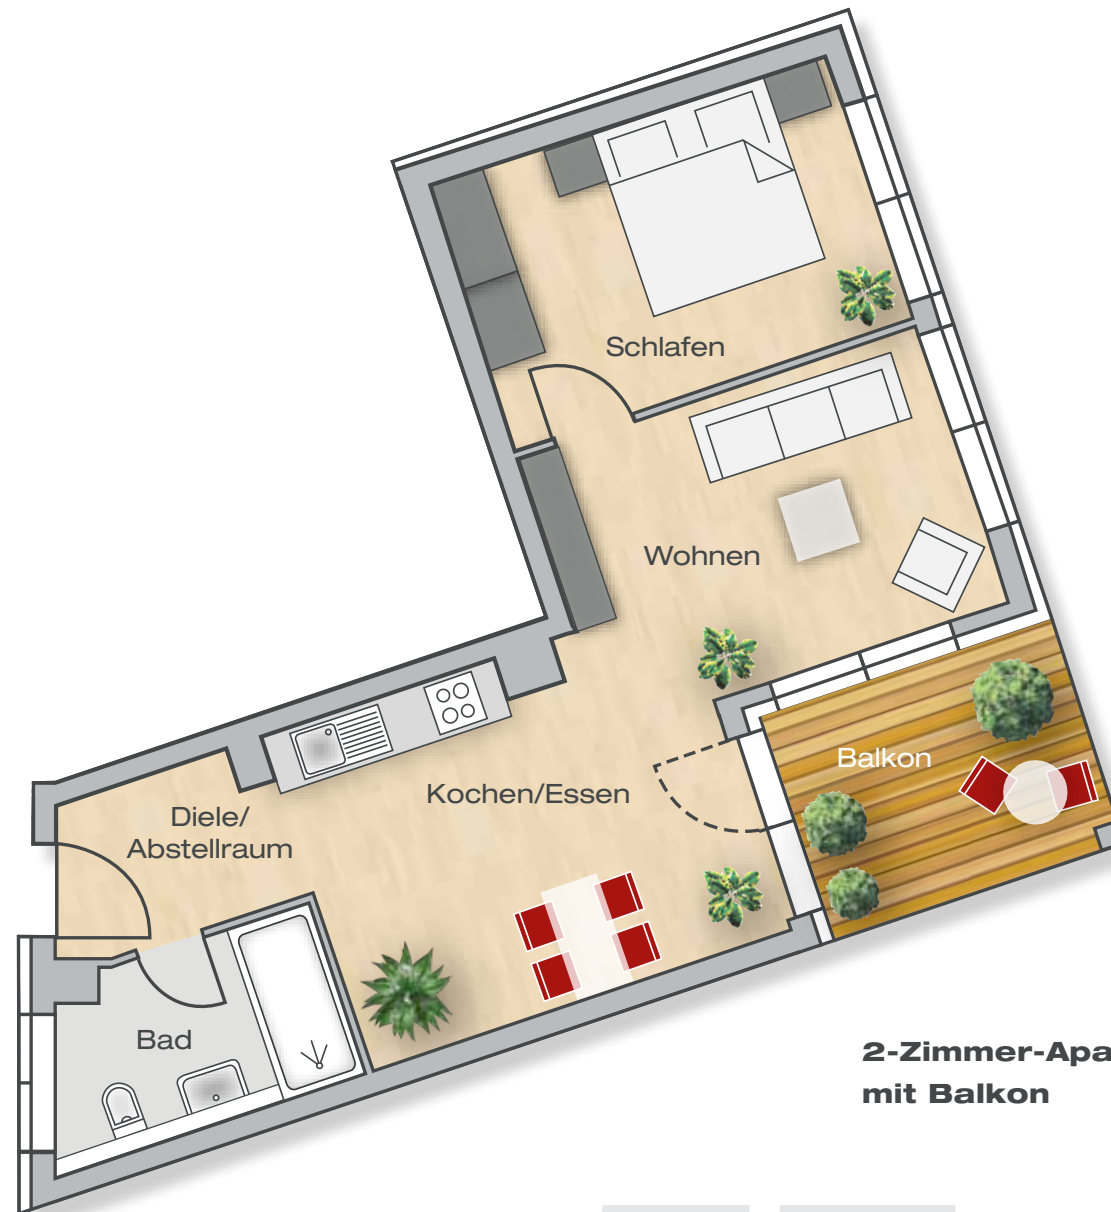 Schlafen
Wohnen
Balkon
Kochen/Essen
Diele/
Abstellraum
Bad
2-Zimmer-Apa
mit Balkon